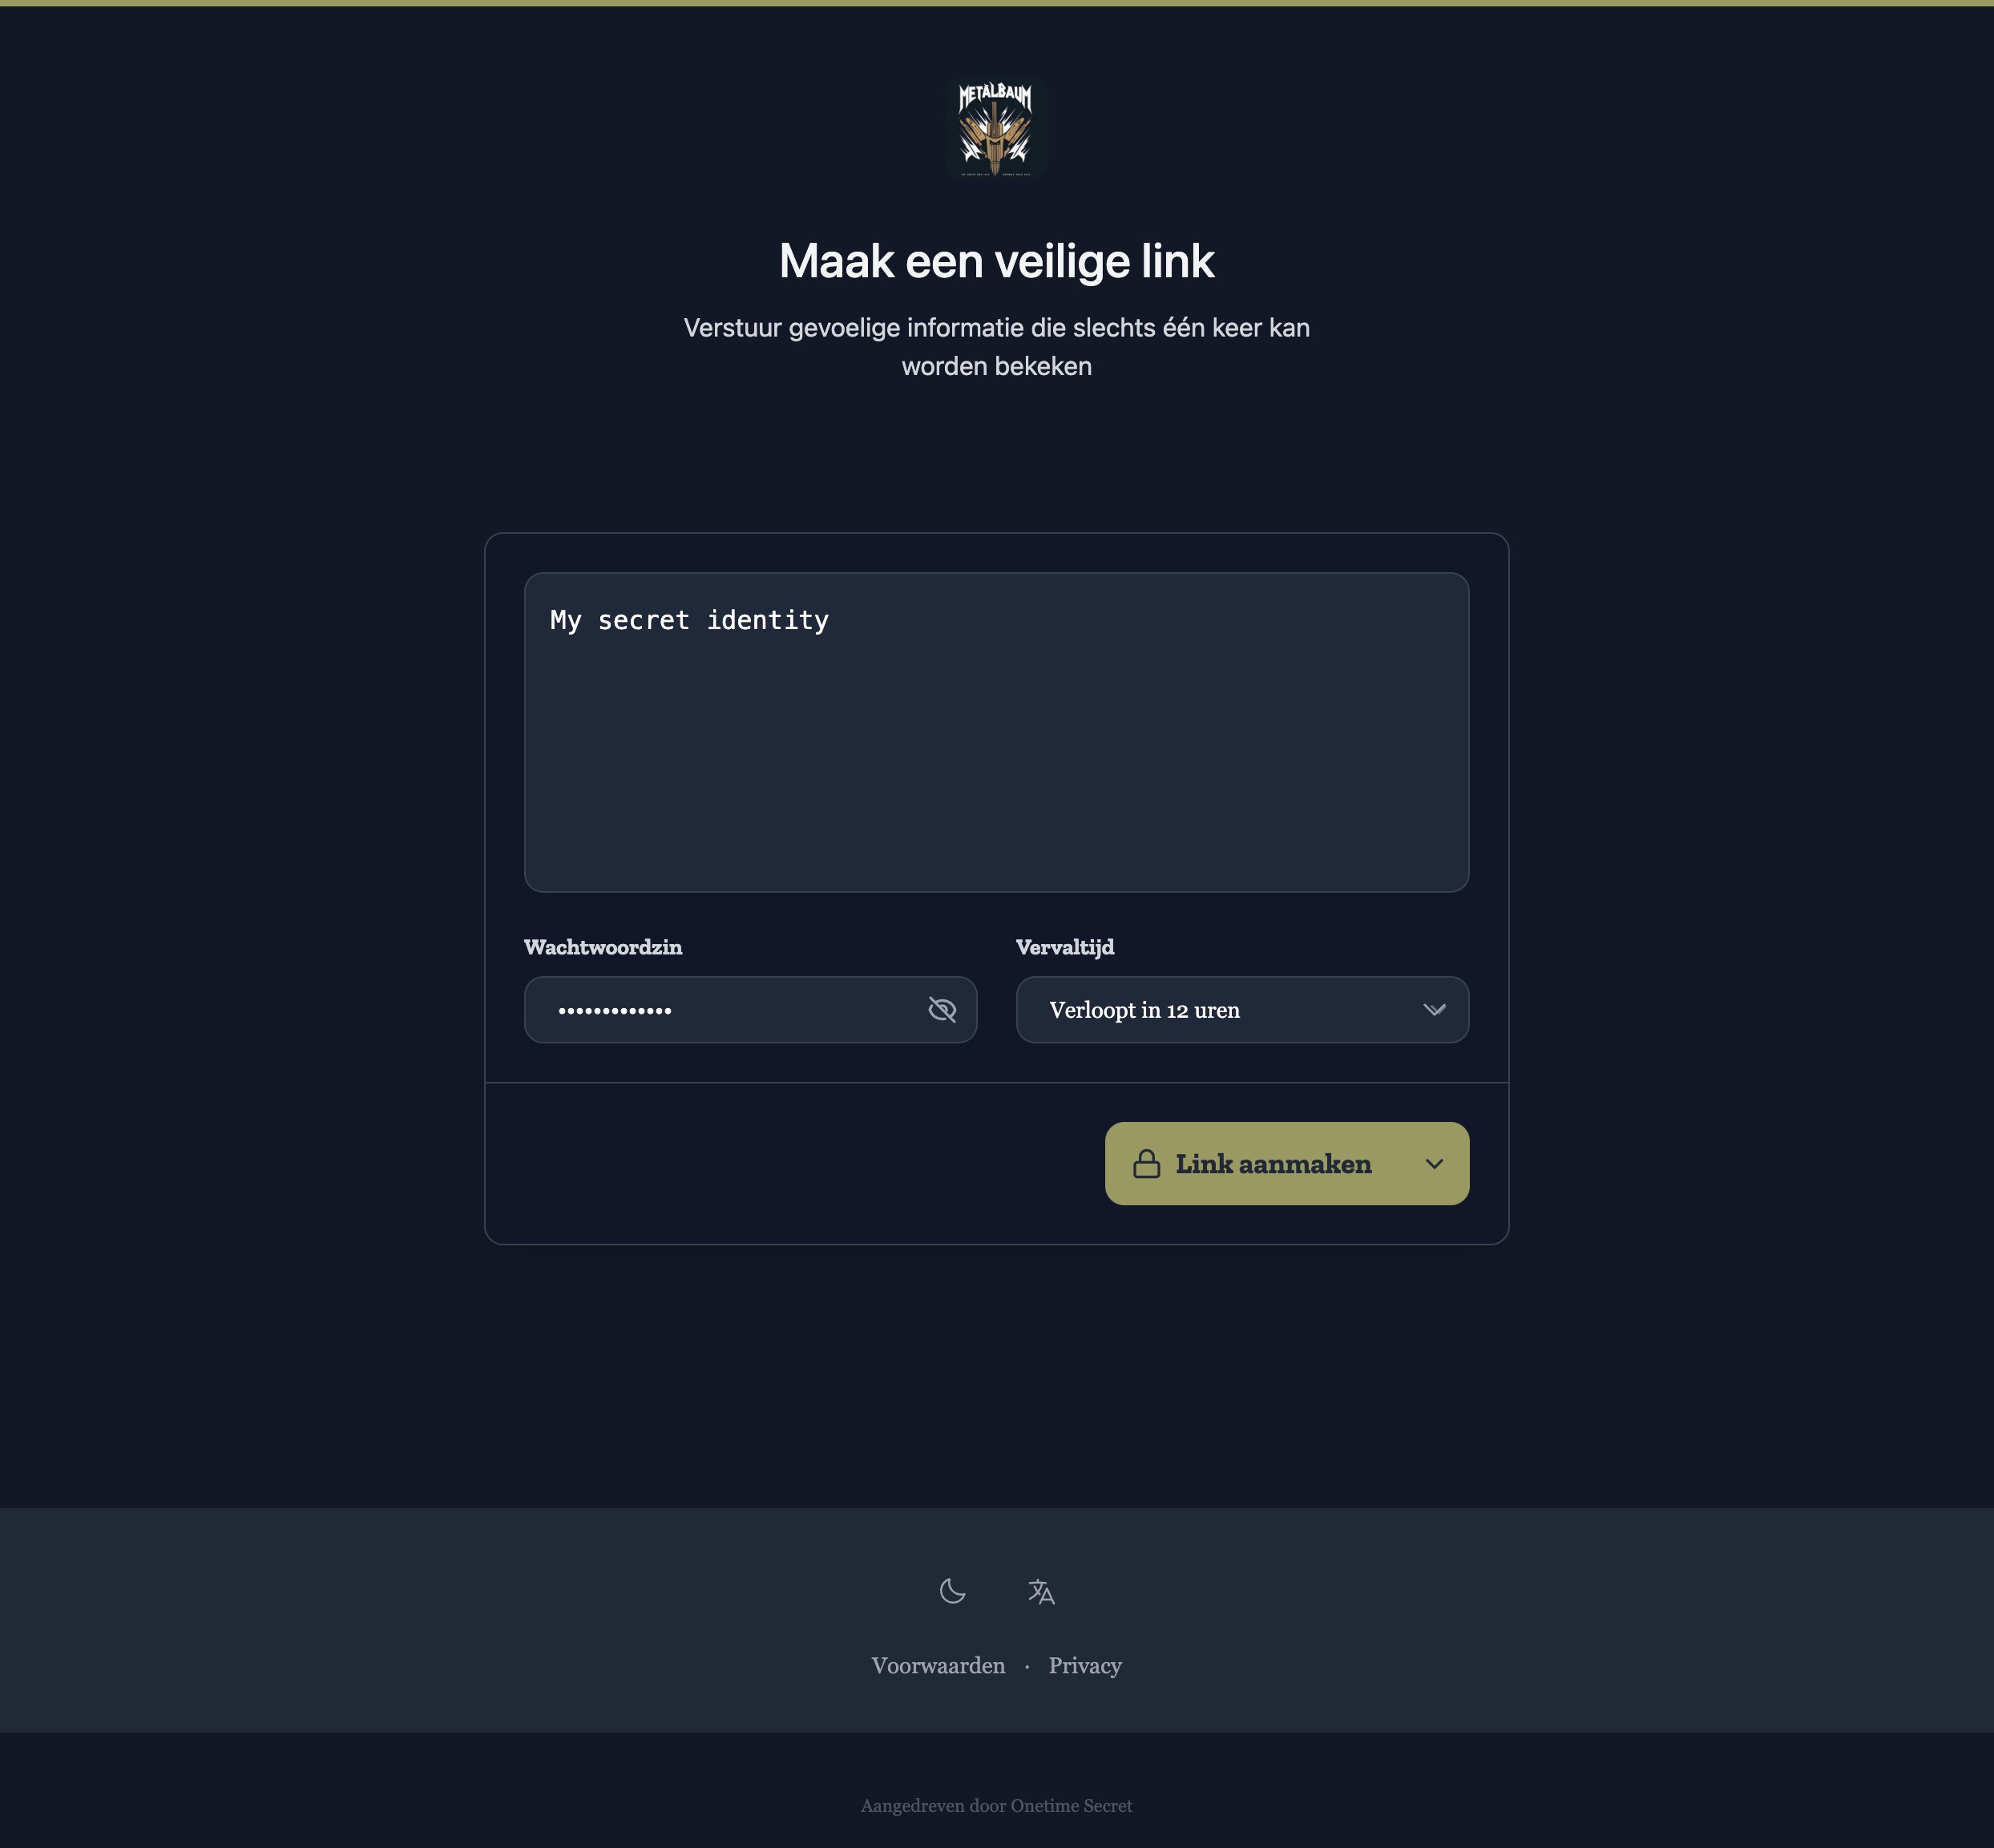 METALBAUM
Maak een veilige link
Verstuur gevoelige informatie die slechts één keer kan
worden bekeken
My secret identity
Wachtwoordzin
Vervaltijd
•••••••••••••
Verloopt in 12 uren
Link aanmaken
Voorwaarden · Privacy
Aangedreven door Onetime Secret